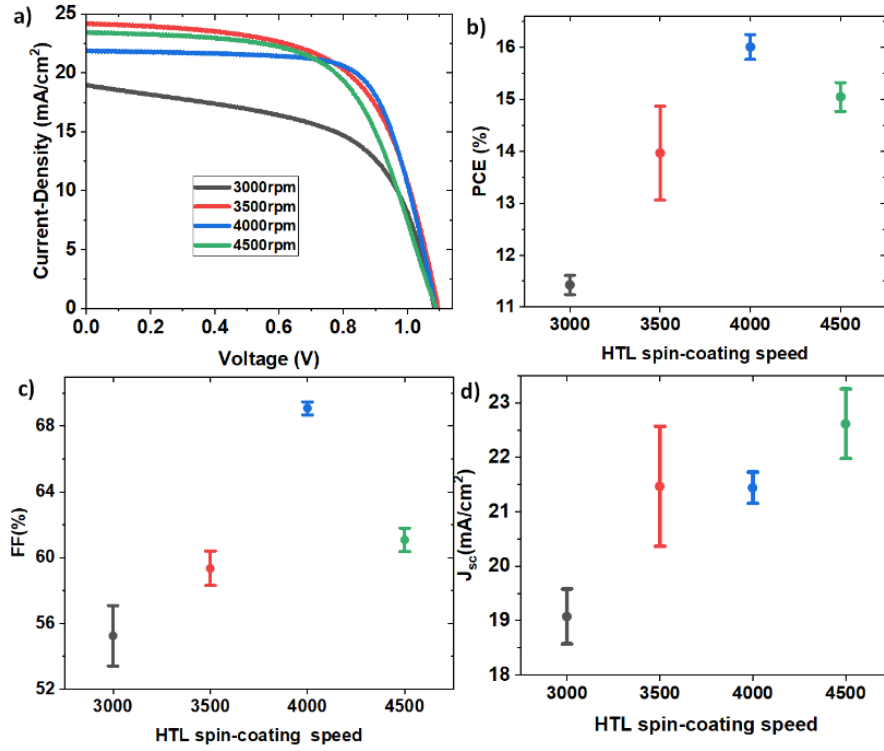 a)
25
20
15
10
5
0
Current-Density (mA/cm²)
3000rpm
3500rpm
4000rpm
4500rpm
0.0 0.2 0.4 0.6 0.8 1.0
Voltage (V)
b)
16
15
14
13
12
11
PCE (%)
3000 3500 4000 4500
HTL spin-coating speed
c)
68
64
60
56
52
FF(%)
3000 3500 4000 4500
HTL spin-coating speed
d)
23
22
21
20
19
18
Jsc(mA/cm²)
3000 3500 4000 4500
HTL spin-coating speed